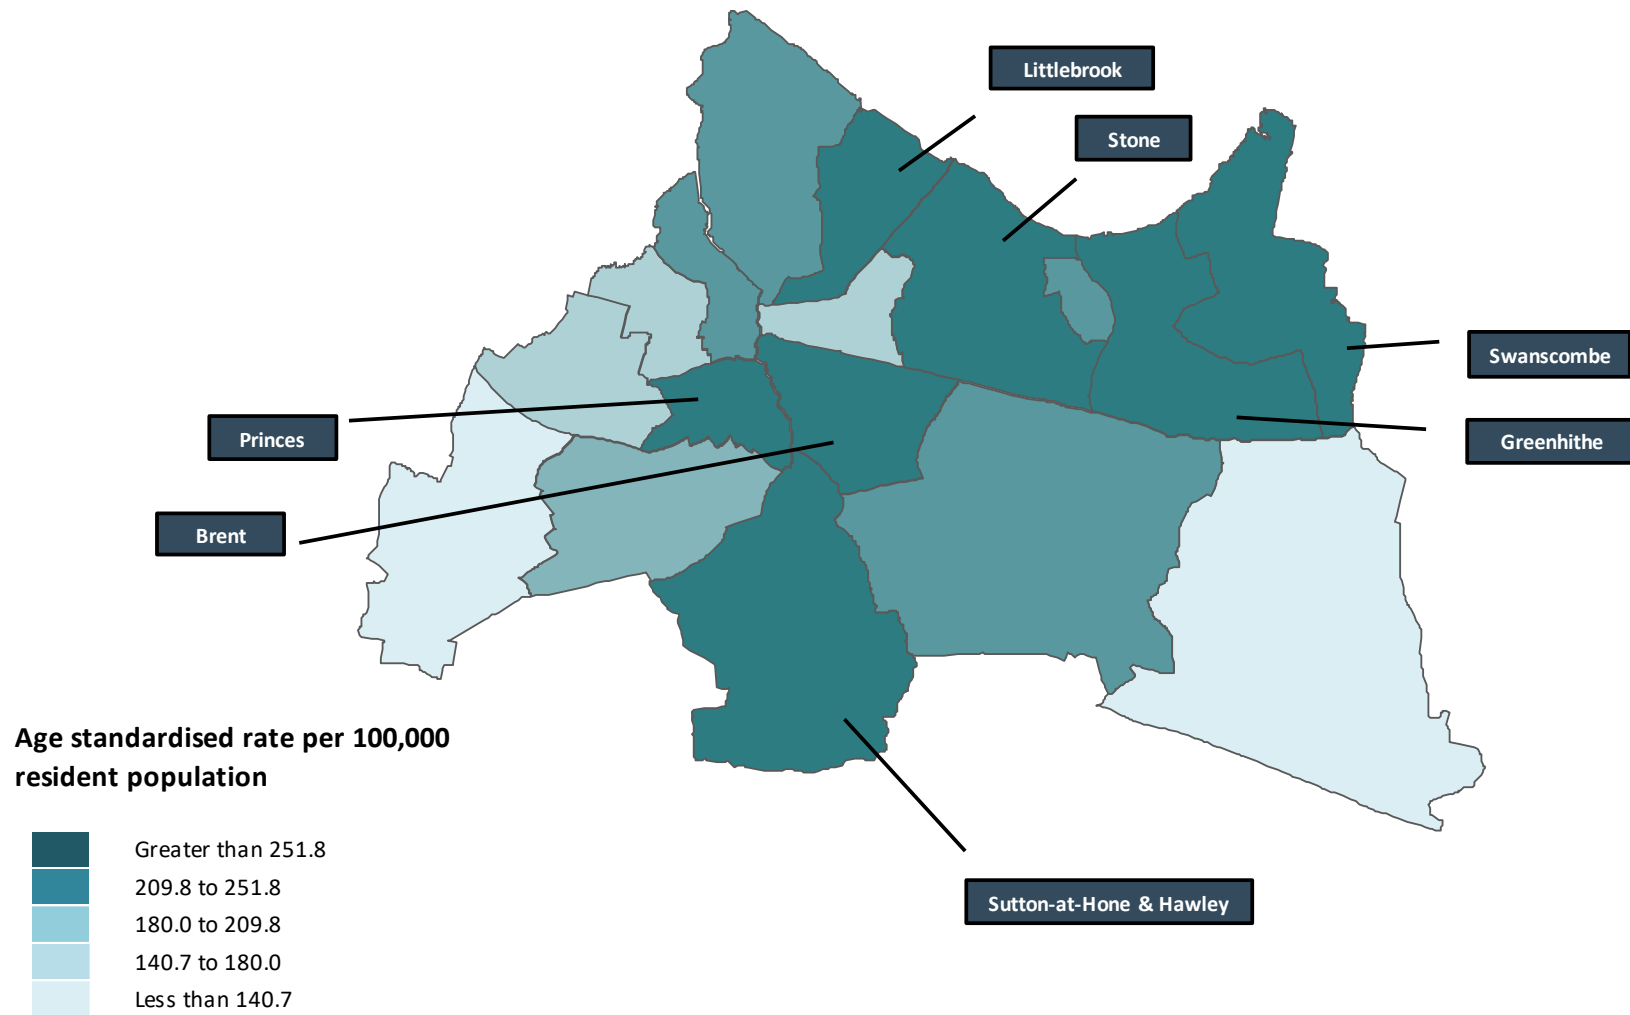 Littlebrook
Stone
Swanscombe
Princes
Greenhithe
Brent
Age standardised rate per 100,000
resident population
Greater than 251.8
209.8 to 251.8
180.0 to 209.8
140.7 to 180.0
Less than 140.7
Sutton-at-Hone & Hawley